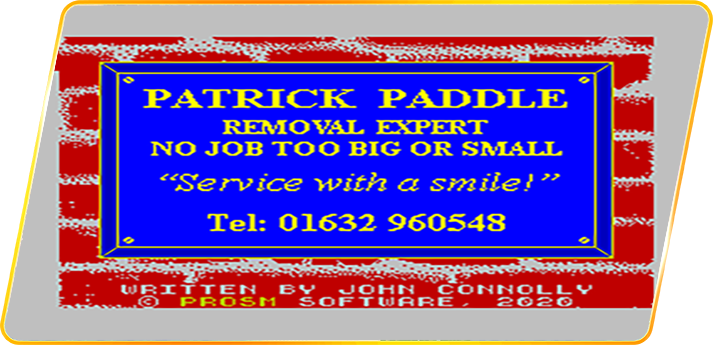 PATRICK PADDLE
REMOVAL EXPERT
NO JOB TOO BIG OR SMALL
“Service with a smile!”
Tel: 01632 960548
WRITTEN BY JOHN CONNOLLY
© PROSM SOFTWARE, 2020